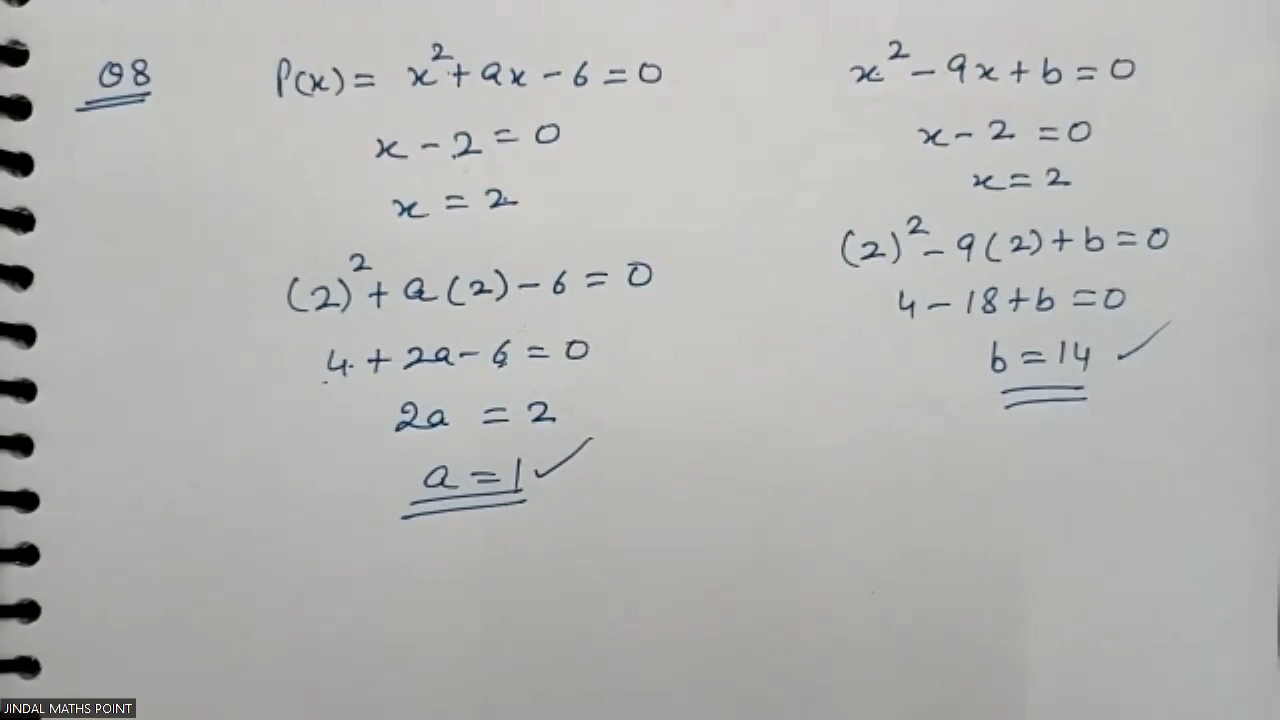 Q8
P(x) = x² + ax - 6 = 0
x - 2 = 0
x = 2
(2)² + a(2) - 6 = 0
4 + 2a - 6 = 0
2a = 2
a = 1 ✓
x² - 9x + b = 0
x - 2 = 0
x = 2
(2)² - 9(2) + b = 0
4 - 18 + b = 0
b = 14 ✓
JINDAL MATHS POINT